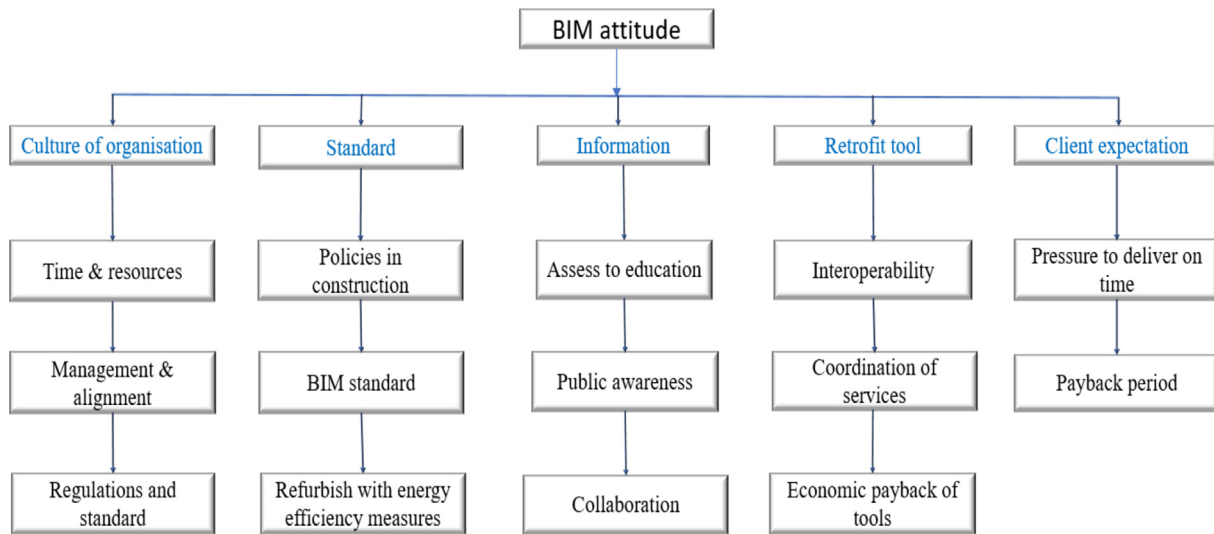 BIM attitude
Culture of organisation
Standard
Information
Retrofit tool
Client expectation
Time & resources
Policies in
construction
Assess to education
Interoperability
Pressure to deliver on
time
Management &
alignment
BIM standard
Public awareness
Coordination of
services
Payback period
Regulations and
standard
Refurbish with energy
efficiency measures
Collaboration
Economic payback of
tools